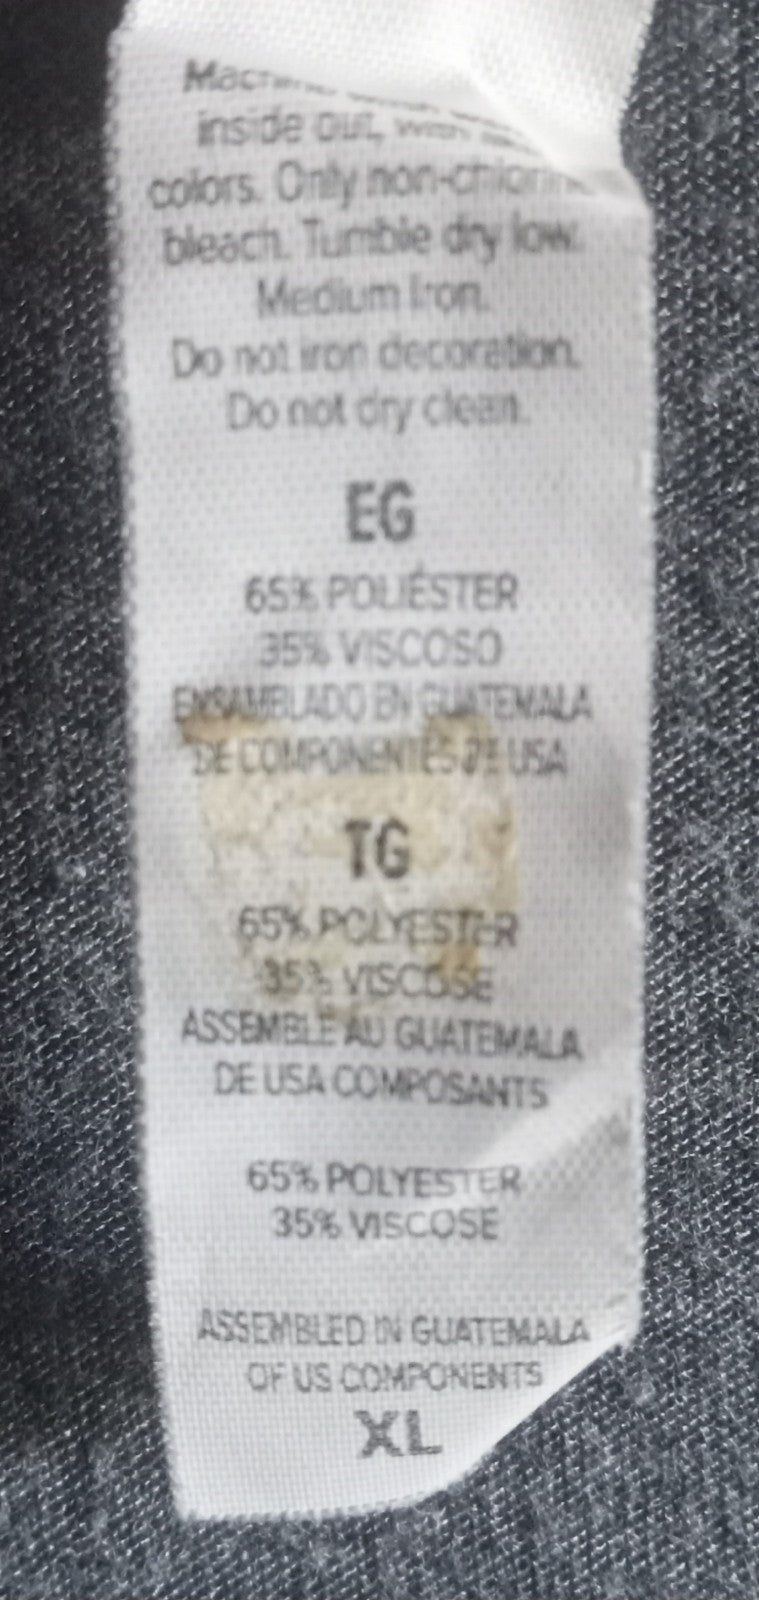 inside out, with
colors. Only non-chlorine
bleach. Tumble dry low.
Medium Iron.
Do not iron decoration.
Do not dry clean.
EG
65% POLIÉSTER
35% VISCOSO
ENSAMBLADO EN GUATEMALA
DE COMPONENTES DE USA
TG
65% POLYESTER
35% VISCOSE
ASSEMBLE AU GUATEMALA
DE USA COMPOSANTS
65% POLYESTER
35% VISCOSE
ASSEMBLED IN GUATEMALA
OF US COMPONENTS
XL